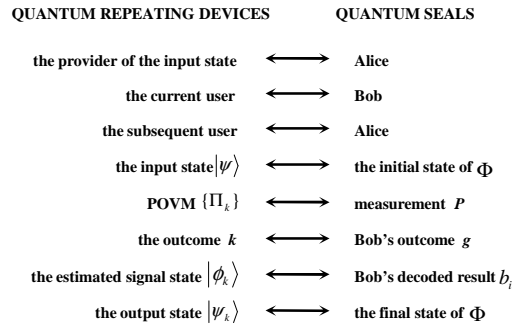 QUANTUM REPEATING DEVICES QUANTUM SEALS
the provider of the input state Alice
the current user Bob
the subsequent user Alice
the input state |ψ⟩ the initial state of Φ
POVM {Π_k} measurement P
the outcome k Bob's outcome g
the estimated signal state |ϕ_k⟩ Bob's decoded result b_i
the output state |ψ_k⟩ the final state of Φ